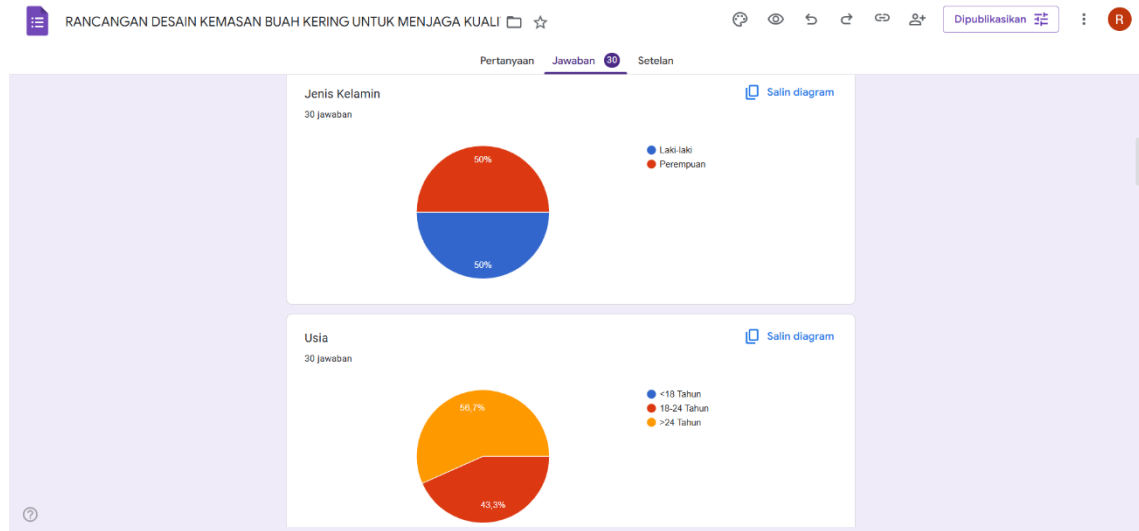 RANCANGAN DESAIN KEMASAN BUAH KERING UNTUK MENJAGA KUALI
Dipublikasikan
R
Pertanyaan Jawaban 30 Setelan
Jenis Kelamin
Salin diagram
30 jawaban
50%
50%
Laki-laki
Perempuan
Usia
Salin diagram
30 jawaban
56,7%
43,3%
<18 Tahun
18-24 Tahun
>24 Tahun